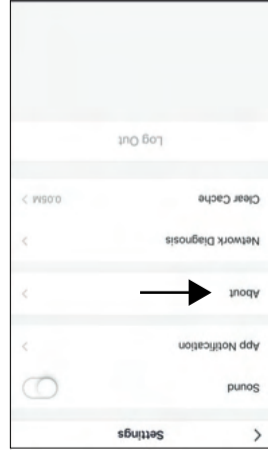 Settings
Sound
App Notification
About
Network Diagnosis
Clear Cache 0.05M
Log Out